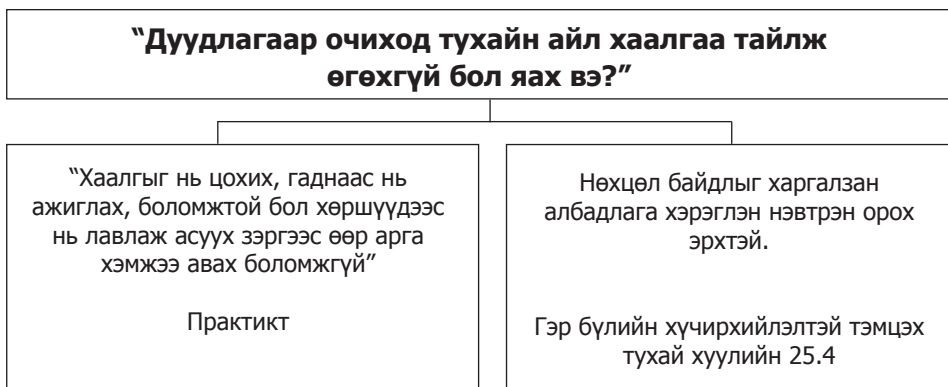 “Дуудлагаар очиход тухайн айл хаалгаа тайлж
өгөхгүй бол яах вэ?”
“Хаалгыг нь цохих, гаднаас нь
ажиглах, боломжтой бол хөршүүдээс
нь лавлаж асуух зэргээс өөр арга
хэмжээ авах боломжгүй”
Практикт
Нөхцөл байдлыг харгалзан
албадлага хэрэглэн нэвтрэн орох
эрхтэй.
Гэр бүлийн хүчирхийлэлтэй тэмцэх
тухай хуулийн 25.4